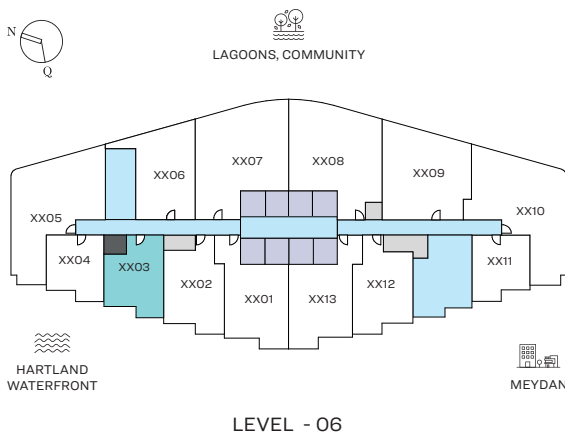 N
Q
LAGOONS, COMMUNITY
XX07
XX08
XX06
XX09
XX05
XX10
XX04
XX03
XX02
XX01
XX13
XX12
XX11
HARTLAND
WATERFRONT
MEYDAN
LEVEL - 06